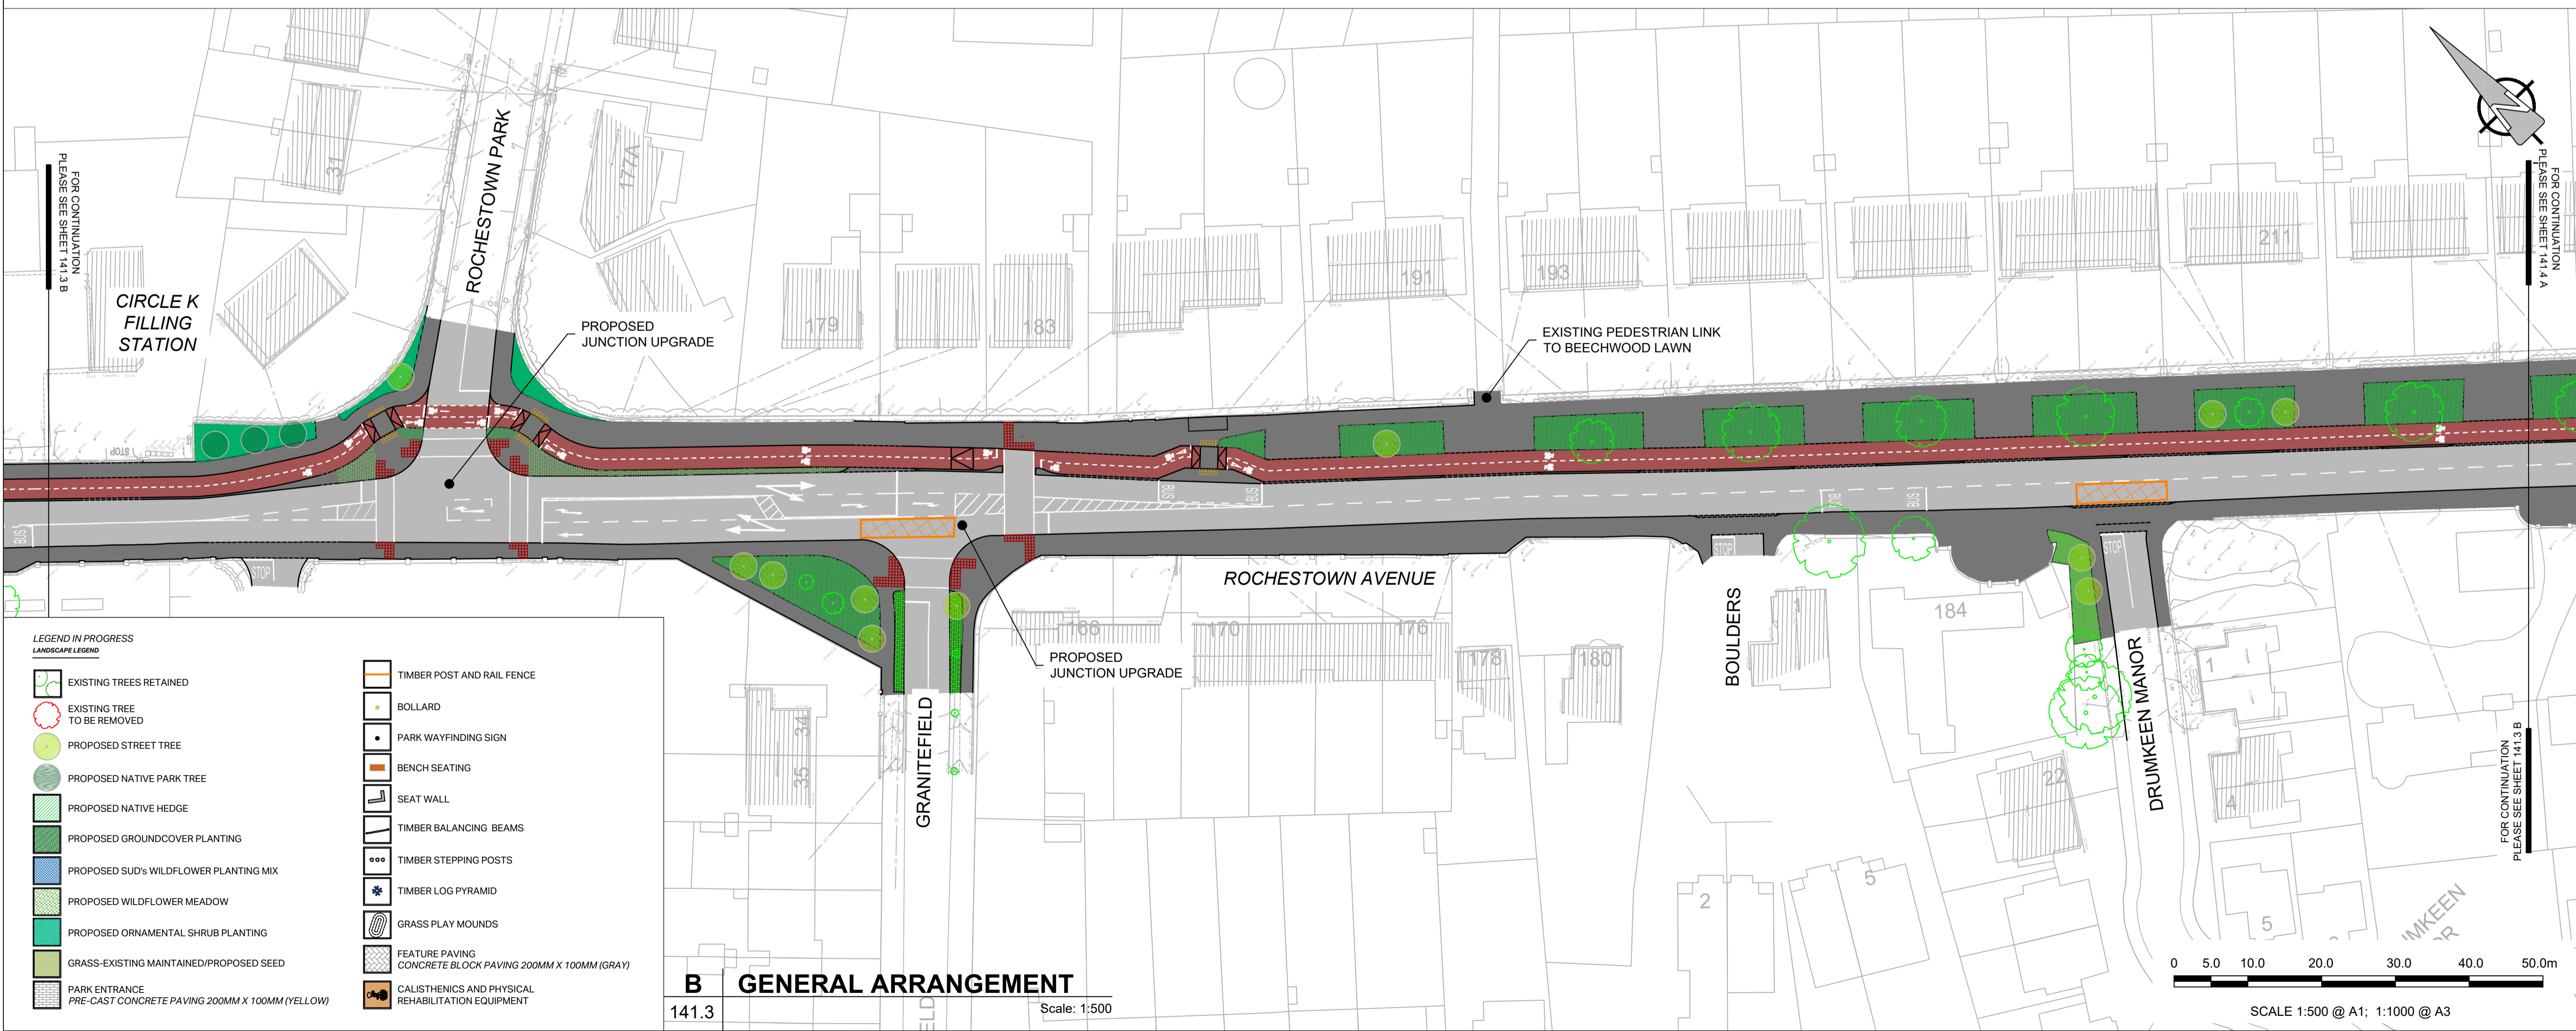 FOR CONTINUATION
PLEASE SEE SHEET 141.3 B
CIRCLE K
FILLING
STATION
31
ROCHESTOWN PARK
177A
PROPOSED
JUNCTION UPGRADE
179
183
191
193
211
EXISTING PEDESTRIAN LINK
TO BEECHWOOD LAWN
FOR CONTINUATION
PLEASE SEE SHEET 141.4 A
STOP
BUS
STOP
BUS
BUS
BUS
BUS
STOP
STOP
ROCHESTOWN AVENUE
PROPOSED
JUNCTION UPGRADE
166
170
176
178
180
BOULDERS
1
184
DRUMKEEN MANOR
1
4
22
5
2
5
34
35
GRANITEFIELD
FOR CONTINUATION
PLEASE SEE SHEET 141.3 B
LEGEND IN PROGRESS
LANDSCAPE LEGEND
EXISTING TREES RETAINED
EXISTING TREE
TO BE REMOVED
PROPOSED STREET TREE
PROPOSED NATIVE PARK TREE
PROPOSED NATIVE HEDGE
PROPOSED GROUNDCOVER PLANTING
PROPOSED SUD's WILDFLOWER PLANTING MIX
PROPOSED WILDFLOWER MEADOW
PROPOSED ORNAMENTAL SHRUB PLANTING
GRASS-EXISTING MAINTAINED/PROPOSED SEED
PARK ENTRANCE
PRE-CAST CONCRETE PAVING 200MM X 100MM (YELLOW)
TIMBER POST AND RAIL FENCE
BOLLARD
PARK WAYFINDING SIGN
BENCH SEATING
SEAT WALL
TIMBER BALANCING BEAMS
TIMBER STEPPING POSTS
TIMBER LOG PYRAMID
GRASS PLAY MOUNDS
FEATURE PAVING
CONCRETE BLOCK PAVING 200MM X 100MM (GRAY)
CALISTHENICS AND PHYSICAL
REHABILITATION EQUIPMENT
B GENERAL ARRANGEMENT
141.3
Scale: 1:500
0 5.0 10.0 20.0 30.0 40.0 50.0m
SCALE 1:500 @ A1; 1:1000 @ A3